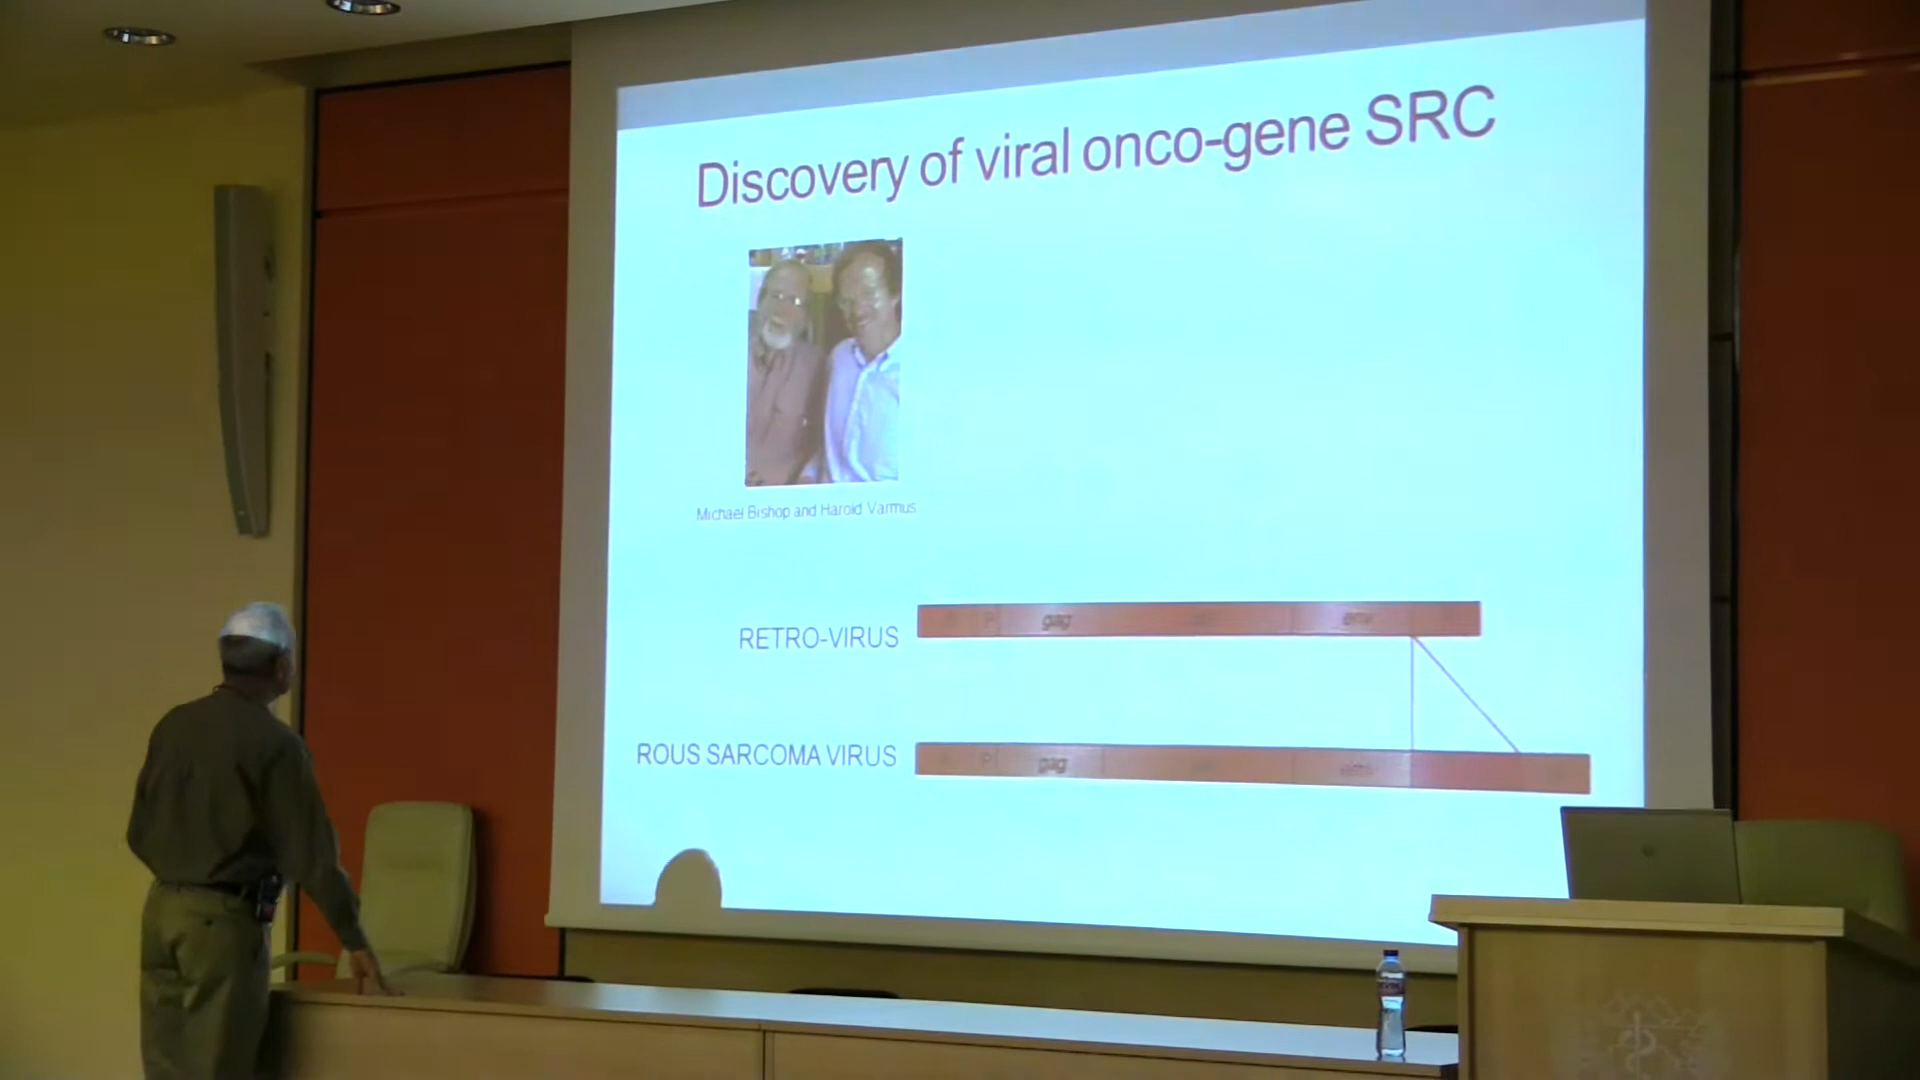 Discovery of viral onco-gene SRC
Michael Bishop and Harold Varmus
RETRO-VIRUS
R gag env
ROUS SARCOMA VIRUS
R gag env